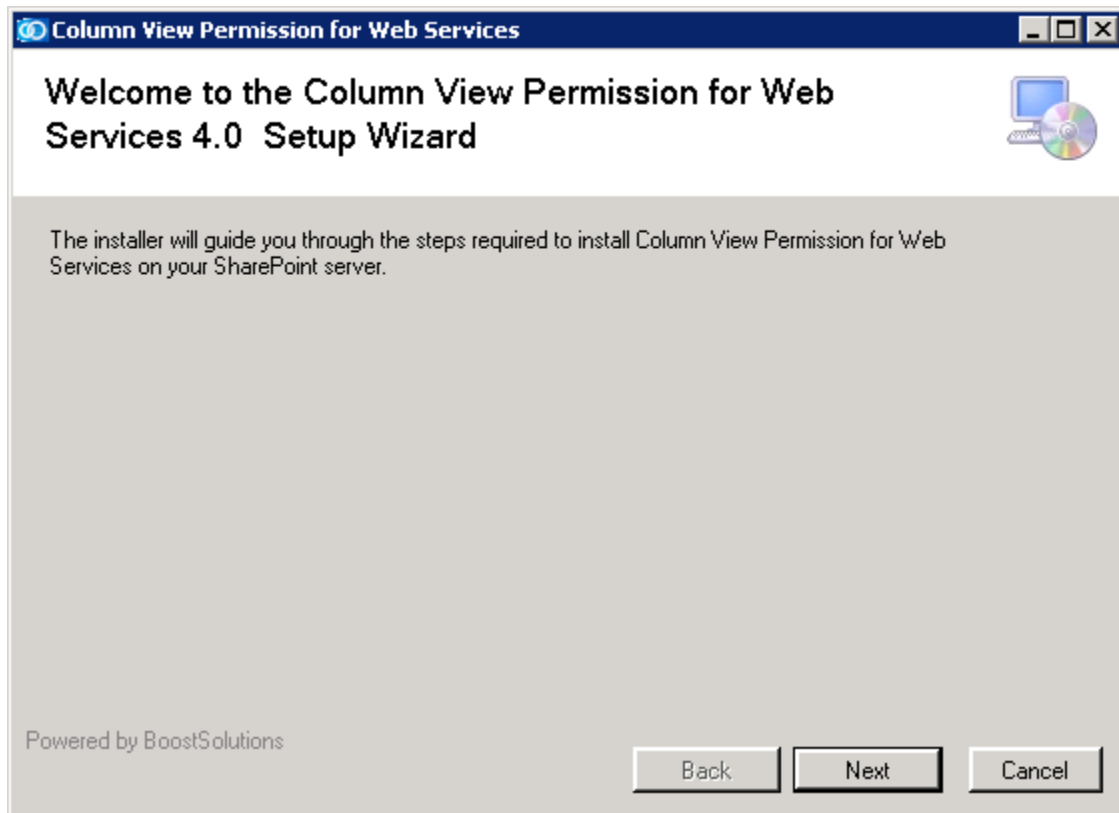 Column View Permission for Web Services
Welcome to the Column View Permission for Web
Services 4.0 Setup Wizard
The installer will guide you through the steps required to install Column View Permission for Web
Services on your SharePoint server.
Powered by BoostSolutions
Back
Next
Cancel